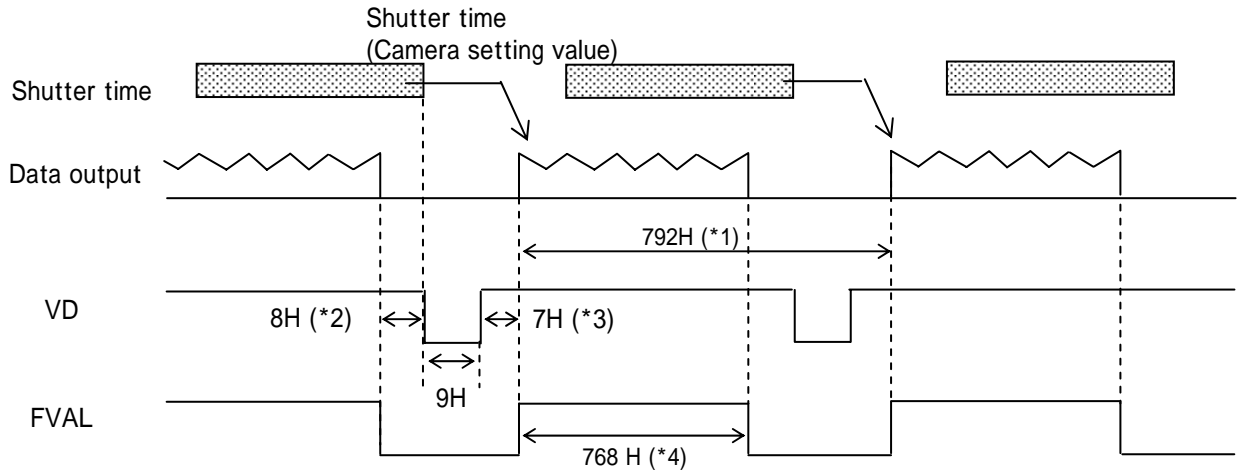 Shutter time
(Camera setting value)
Shutter time
Data output
792H (*1)
VD
8H (*2)
7H (*3)
9H
FVAL
768 H (*4)